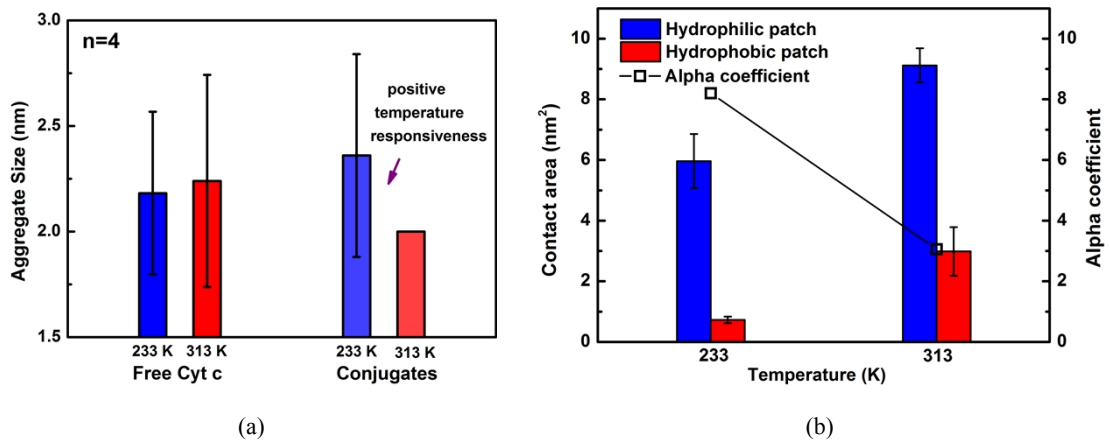 n=4
positive
temperature
responsiveness
3.0
2.5
2.0
1.5
Aggregate Size (nm)
233 K 313 K 233 K 313 K
Free Cyt c Conjugates
(a)
Hydrophilic patch
Hydrophobic patch
Alpha coefficient
10
8
6
4
2
0
Contact area (nm²)
10
8
6
4
2
0
Alpha coefficient
233 313
Temperature (K)
(b)